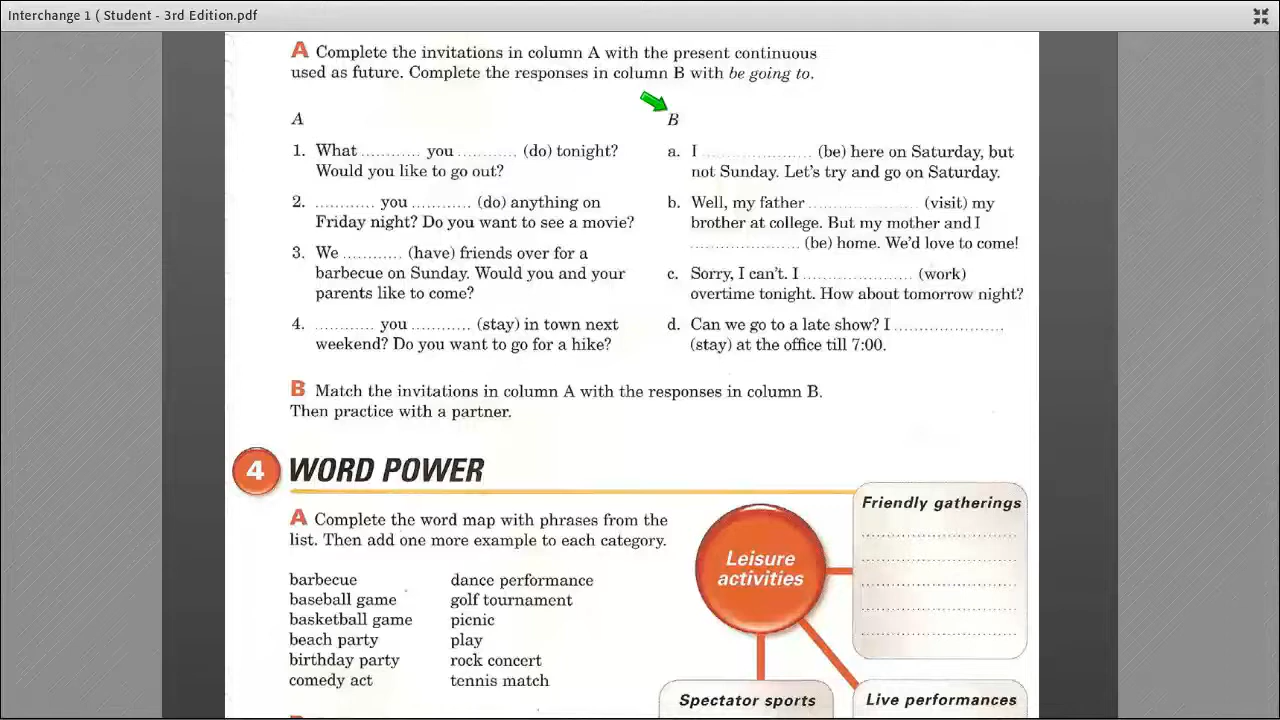 Interchange 1 ( Student - 3rd Edition.pdf
A Complete the invitations in column A with the present continuous
used as future. Complete the responses in column B with be going to.
A
1. What ............ you ............ (do) tonight?
Would you like to go out?
2. ............ you ............ (do) anything on
Friday night? Do you want to see a movie?
3. We ............ (have) friends over for a
barbecue on Sunday. Would you and your
parents like to come?
4. ............ you ............ (stay) in town next
weekend? Do you want to go for a hike?
B
a. I ...................... (be) here on Saturday, but
not Sunday. Let's try and go on Saturday.
b. Well, my father ...................... (visit) my
brother at college. But my mother and I
...................... (be) home. We'd love to come!
c. Sorry, I can't. I ...................... (work)
overtime tonight. How about tomorrow night?
d. Can we go to a late show? I ......................
(stay) at the office till 7:00.
B Match the invitations in column A with the responses in column B.
Then practice with a partner.
4 WORD POWER
A Complete the word map with phrases from the
list. Then add one more example to each category.
barbecue
baseball game
basketball game
beach party
birthday party
comedy act
dance performance
golf tournament
picnic
play
rock concert
tennis match
Leisure
activities
Friendly gatherings
Spectator sports
Live performances